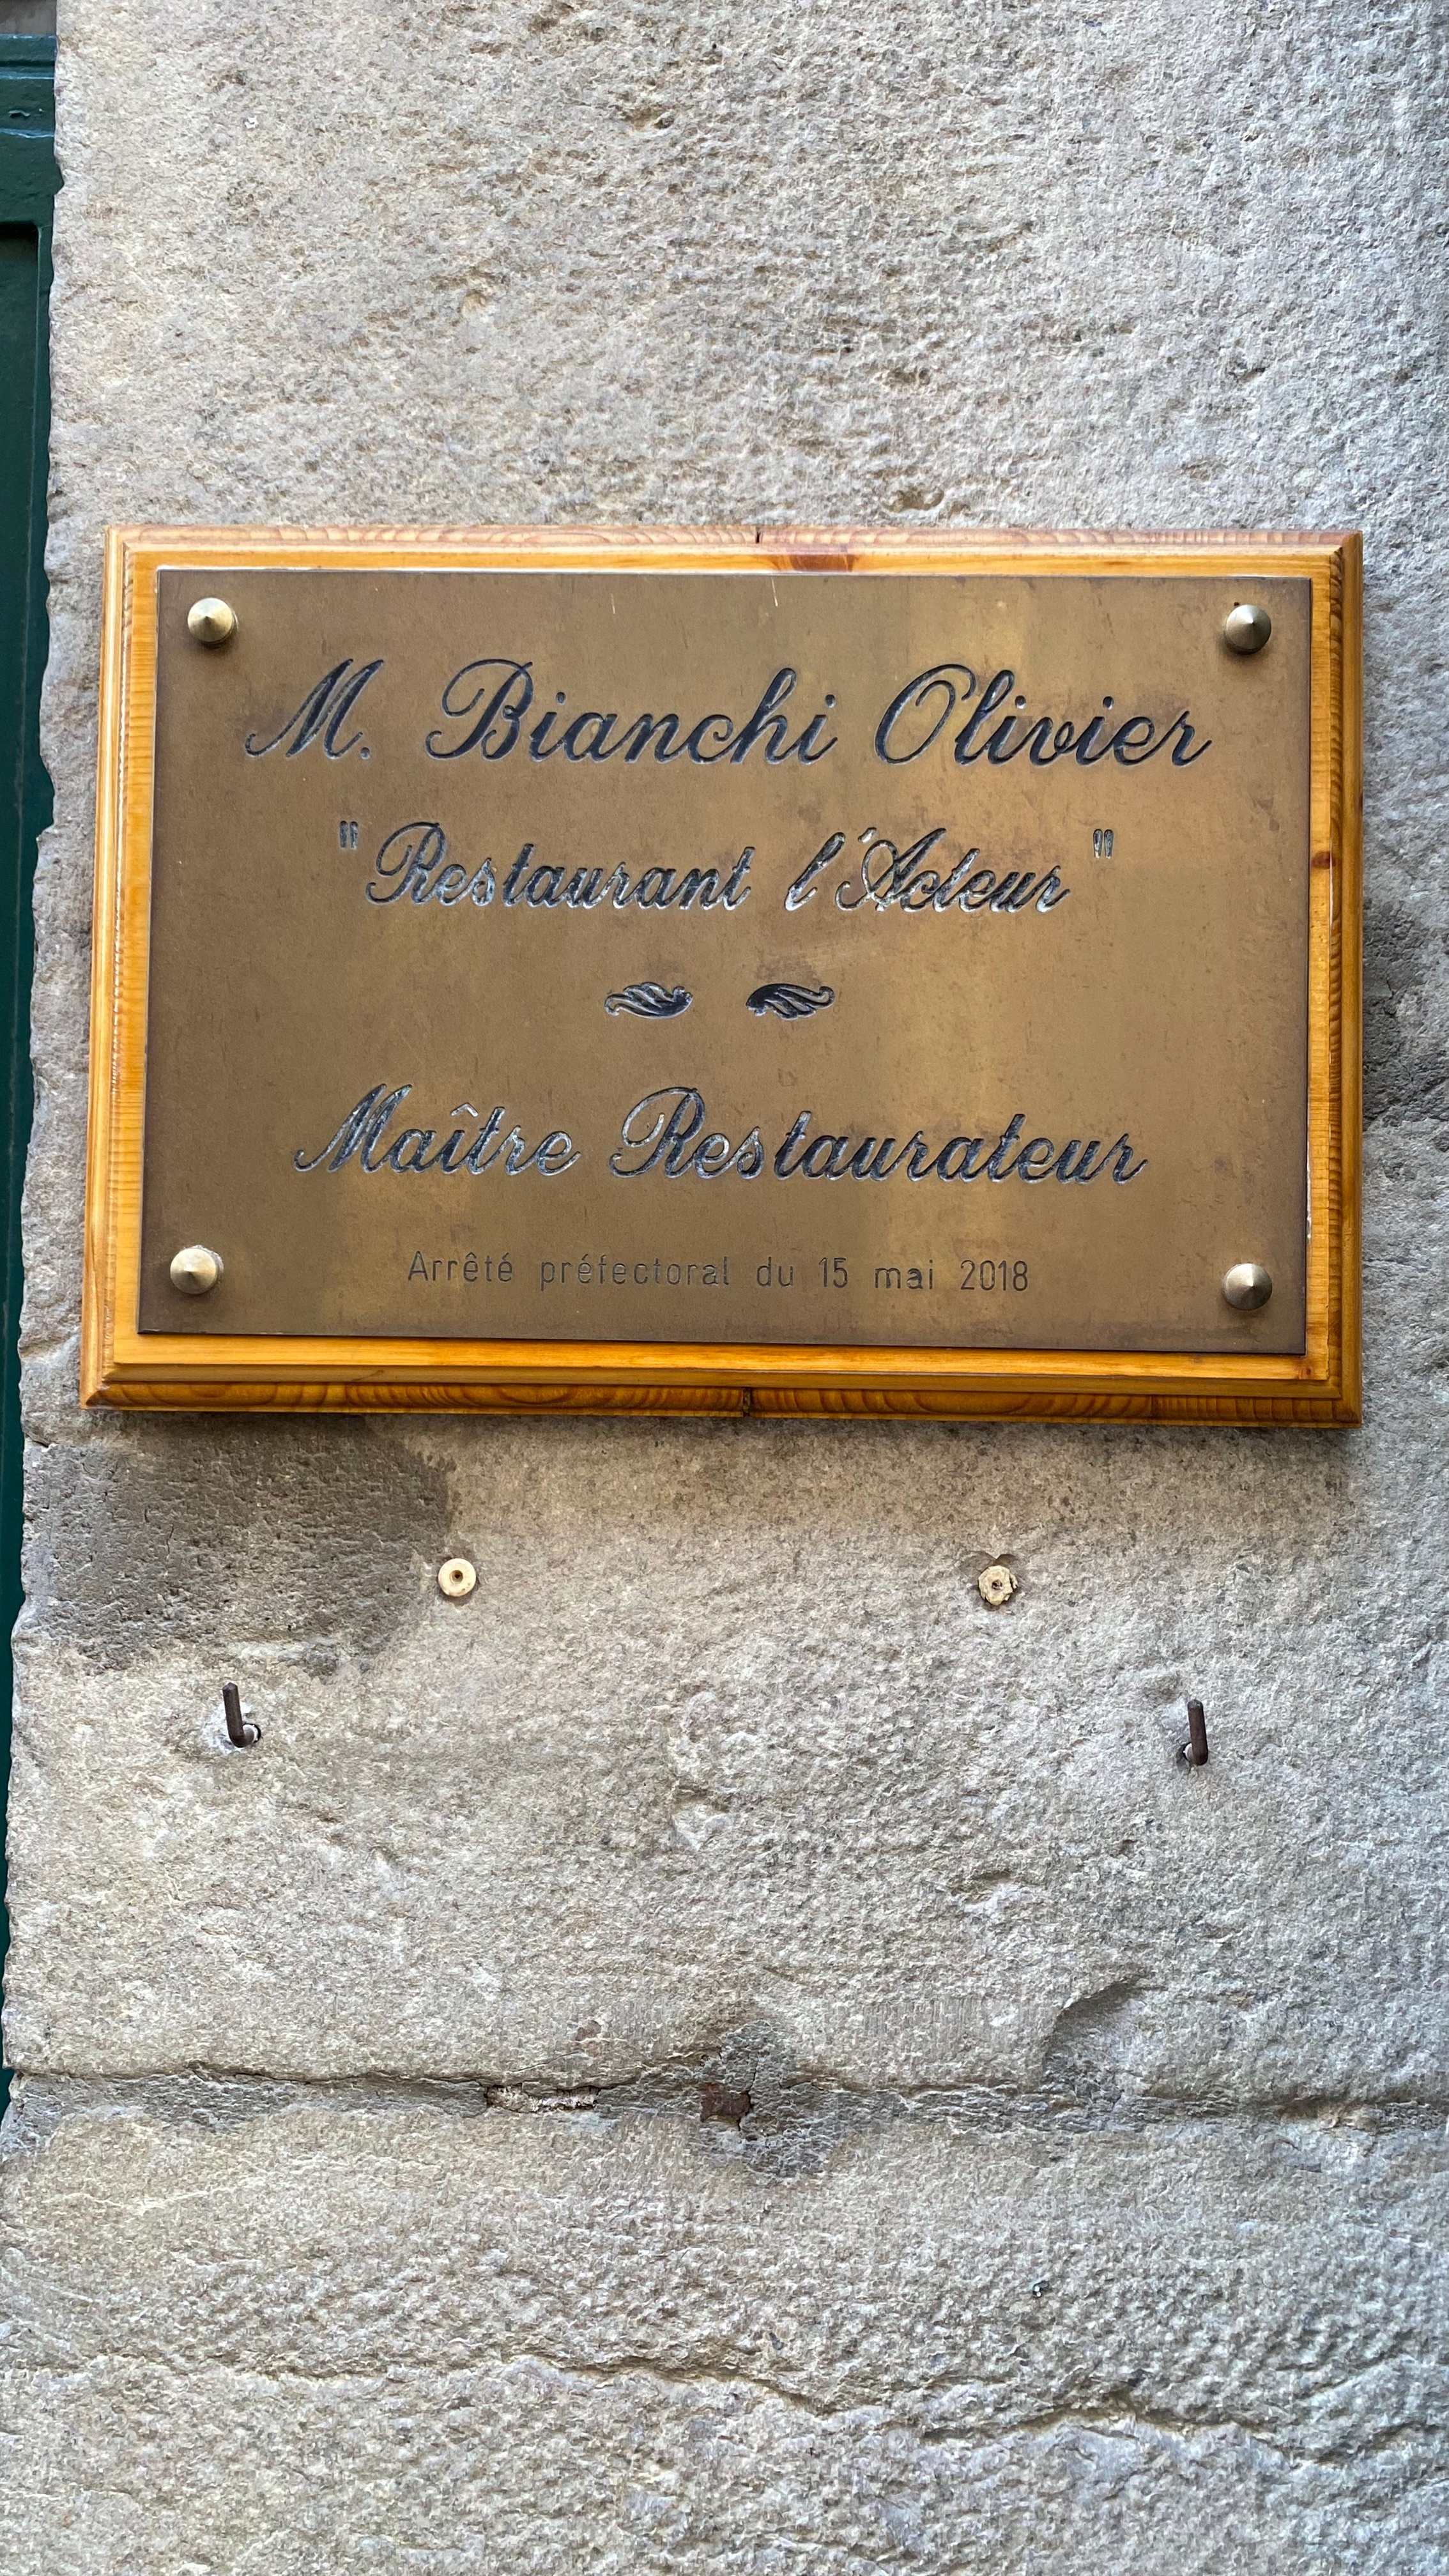 M. Bianchi Olivier
"Restaurant l'Acteur"
Maître Restaurateur
Arrêté préfectoral du 15 mai 2018